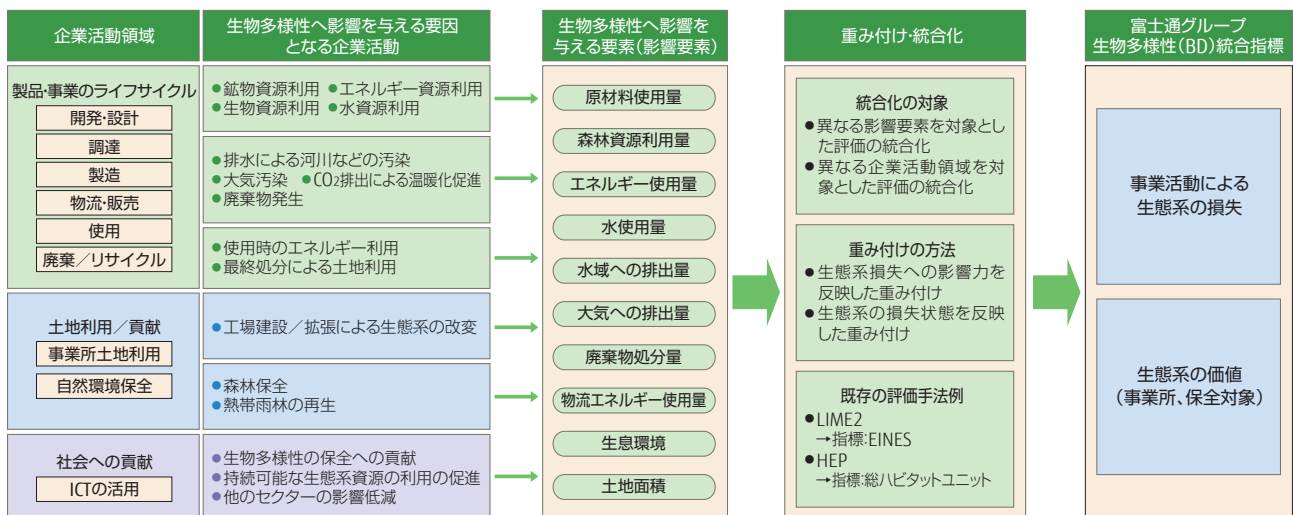 企業活動領域
製品・事業のライフサイクル
開発・設計
調達
製造
物流・販売
使用
廃棄／リサイクル
土地利用／貢献
事業所土地利用
自然環境保全
社会への貢献
ICTの活用
生物多様性へ影響を与える要因
となる企業活動
●鉱物資源利用 ●エネルギー資源利用
●生物資源利用 ●水資源利用
●排水による河川などの汚染
●大気汚染 ●CO2排出による温暖化促進
●廃棄物発生
●使用時のエネルギー利用
●最終処分による土地利用
●工場建設／拡張による生態系の改変
●森林保全
●熱帯雨林の再生
●生物多様性の保全への貢献
●持続可能な生態系資源の利用の促進
●他のセクターの影響低減
生物多様性へ影響を
与える要素(影響要素)
原材料使用量
森林資源利用量
エネルギー使用量
水使用量
水域への排出量
大気への排出量
廃棄物処分量
物流エネルギー使用量
生息環境
土地面積
重み付け・統合化
統合化の対象
●異なる影響要素を対象とし
た評価の統合化
●異なる企業活動領域を対
象とした評価の統合化
重み付けの方法
●生態系損失への影響力を
反映した重み付け
●生態系の損失状態を反映
した重み付け
既存の評価手法例
●LIME2
→指標:EINES
●HEP
→指標:総ハビタットユニット
富士通グループ
生物多様性(BD)統合指標
事業活動による
生態系の損失
生態系の価値
（事業所、保全対象）